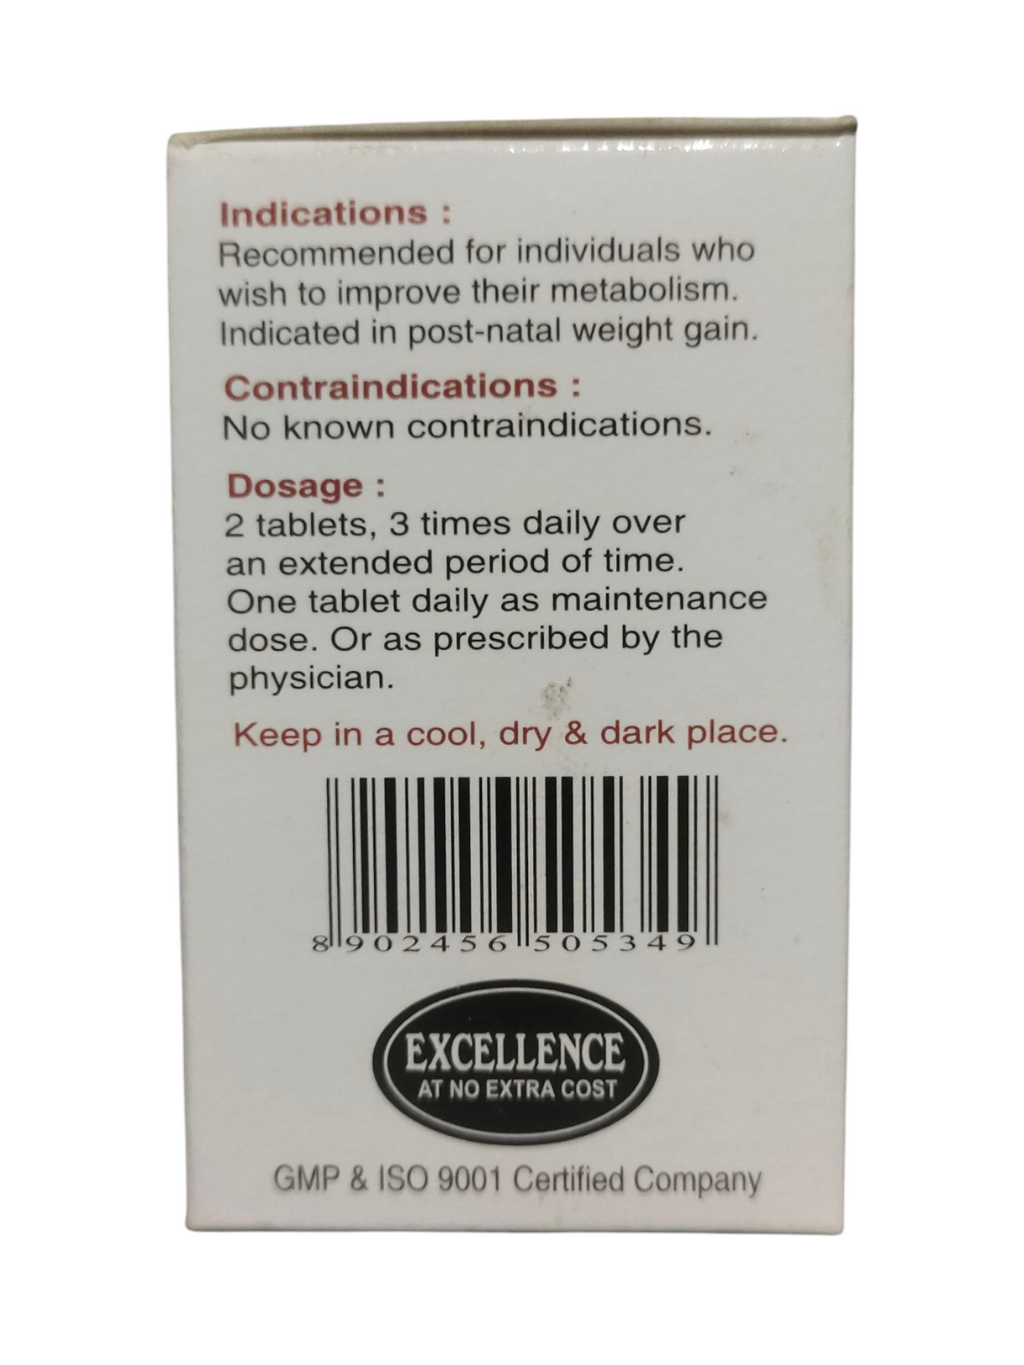 Indications :
Recommended for individuals who
wish to improve their metabolism.
Indicated in post-natal weight gain.
Contraindications :
No known contraindications.
Dosage :
2 tablets, 3 times daily over
an extended period of time.
One tablet daily as maintenance
dose. Or as prescribed by the
physician.
Keep in a cool, dry & dark place.
8 902456 505349
EXCELLENCE
AT NO EXTRA COST
GMP & ISO 9001 Certified Company